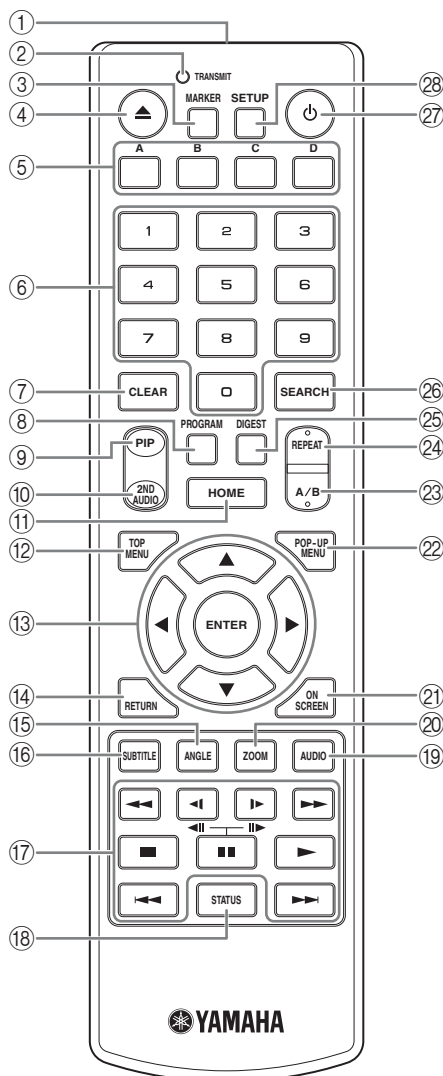 ①
② TRANSMIT
③ MARKER SETUP ㉘
④ ㉗
⑤ A B C D
1 2 3
⑥ 4 5 6
7 8 9
⑦ CLEAR 0 SEARCH ㉖
⑧ PROGRAM DIGEST ㉕
⑨ PIP REPEAT ㉔
⑩ 2ND AUDIO A/B ㉓
⑪ HOME
⑫ TOP MENU POP-UP MENU ㉒
⑬ ENTER
⑭ RETURN ON SCREEN ㉑
⑮ ⑳
⑯ SUBTITLE ANGLE ZOOM AUDIO ⑲
⑰
⑱ STATUS
YAMAHA